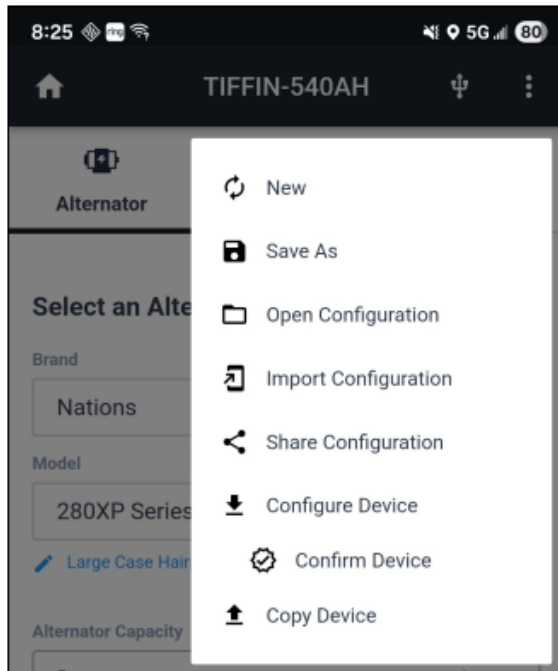 8:25 ring 5G 80
TIFFIN-540AH
Alternator
New
Save As
Select an Alte
Open Configuration
Brand
Import Configuration
Nations
Share Configuration
Model
280XP Series
Configure Device
Large Case Hair
Confirm Device
Copy Device
Alternator Capacity